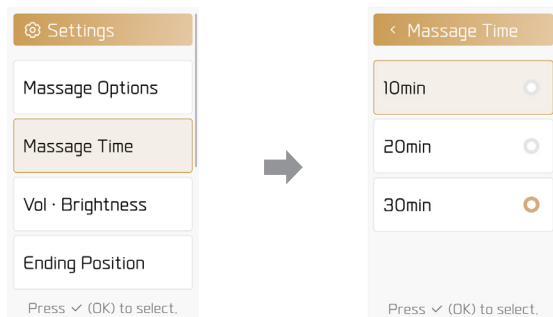 Settings
Massage Options
Massage Time
Vol · Brightness
Ending Position
Press ✓ (OK) to select.
< Massage Time
10min
20min
30min
Press ✓ (OK) to select.